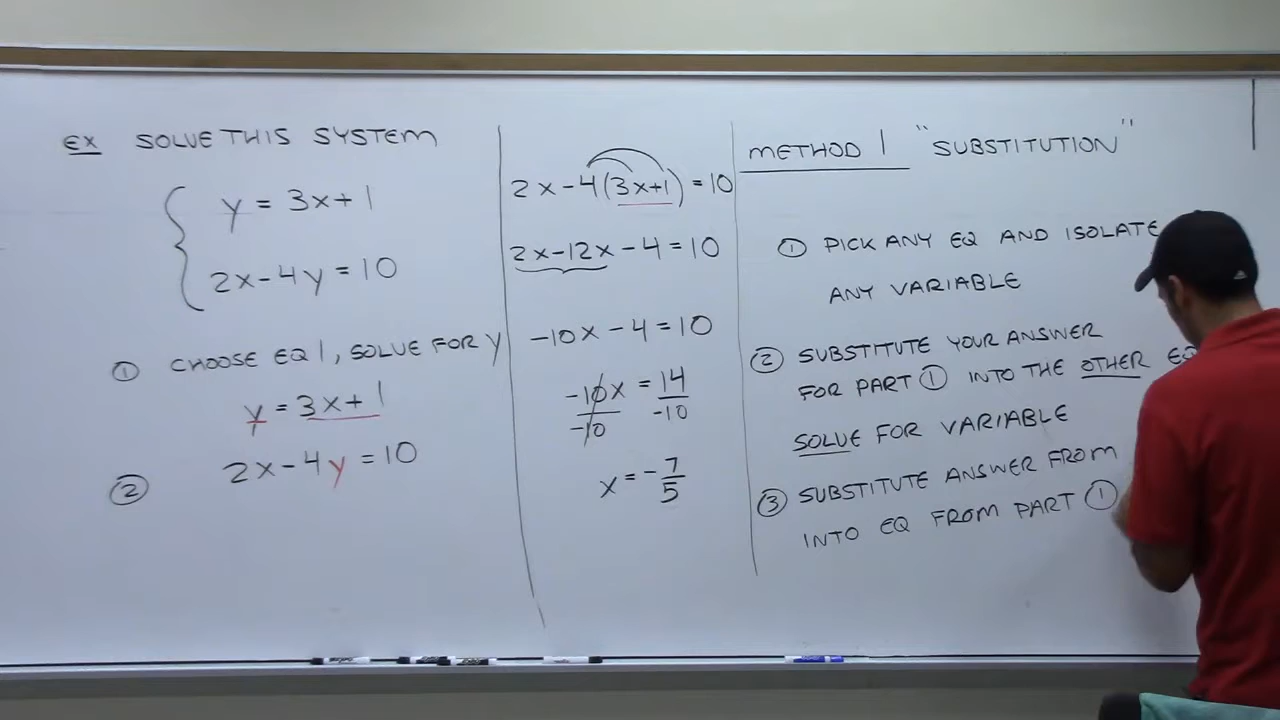 EX SOLVE THIS SYSTEM
y = 3x + 1
2x - 4y = 10
① CHOOSE EQ 1, SOLVE FOR y
y = 3x + 1
② 2x - 4y = 10
2x - 4(3x+1) = 10
2x - 12x - 4 = 10
-10x - 4 = 10
-10x = 14
-10 -10
x = -7/5
METHOD 1 "SUBSTITUTION"
① PICK ANY EQ AND ISOLATE
ANY VARIABLE
② SUBSTITUTE YOUR ANSWER
FOR PART ① INTO THE OTHER EQ
SOLVE FOR VARIABLE
③ SUBSTITUTE ANSWER FROM
INTO EQ FROM PART ①